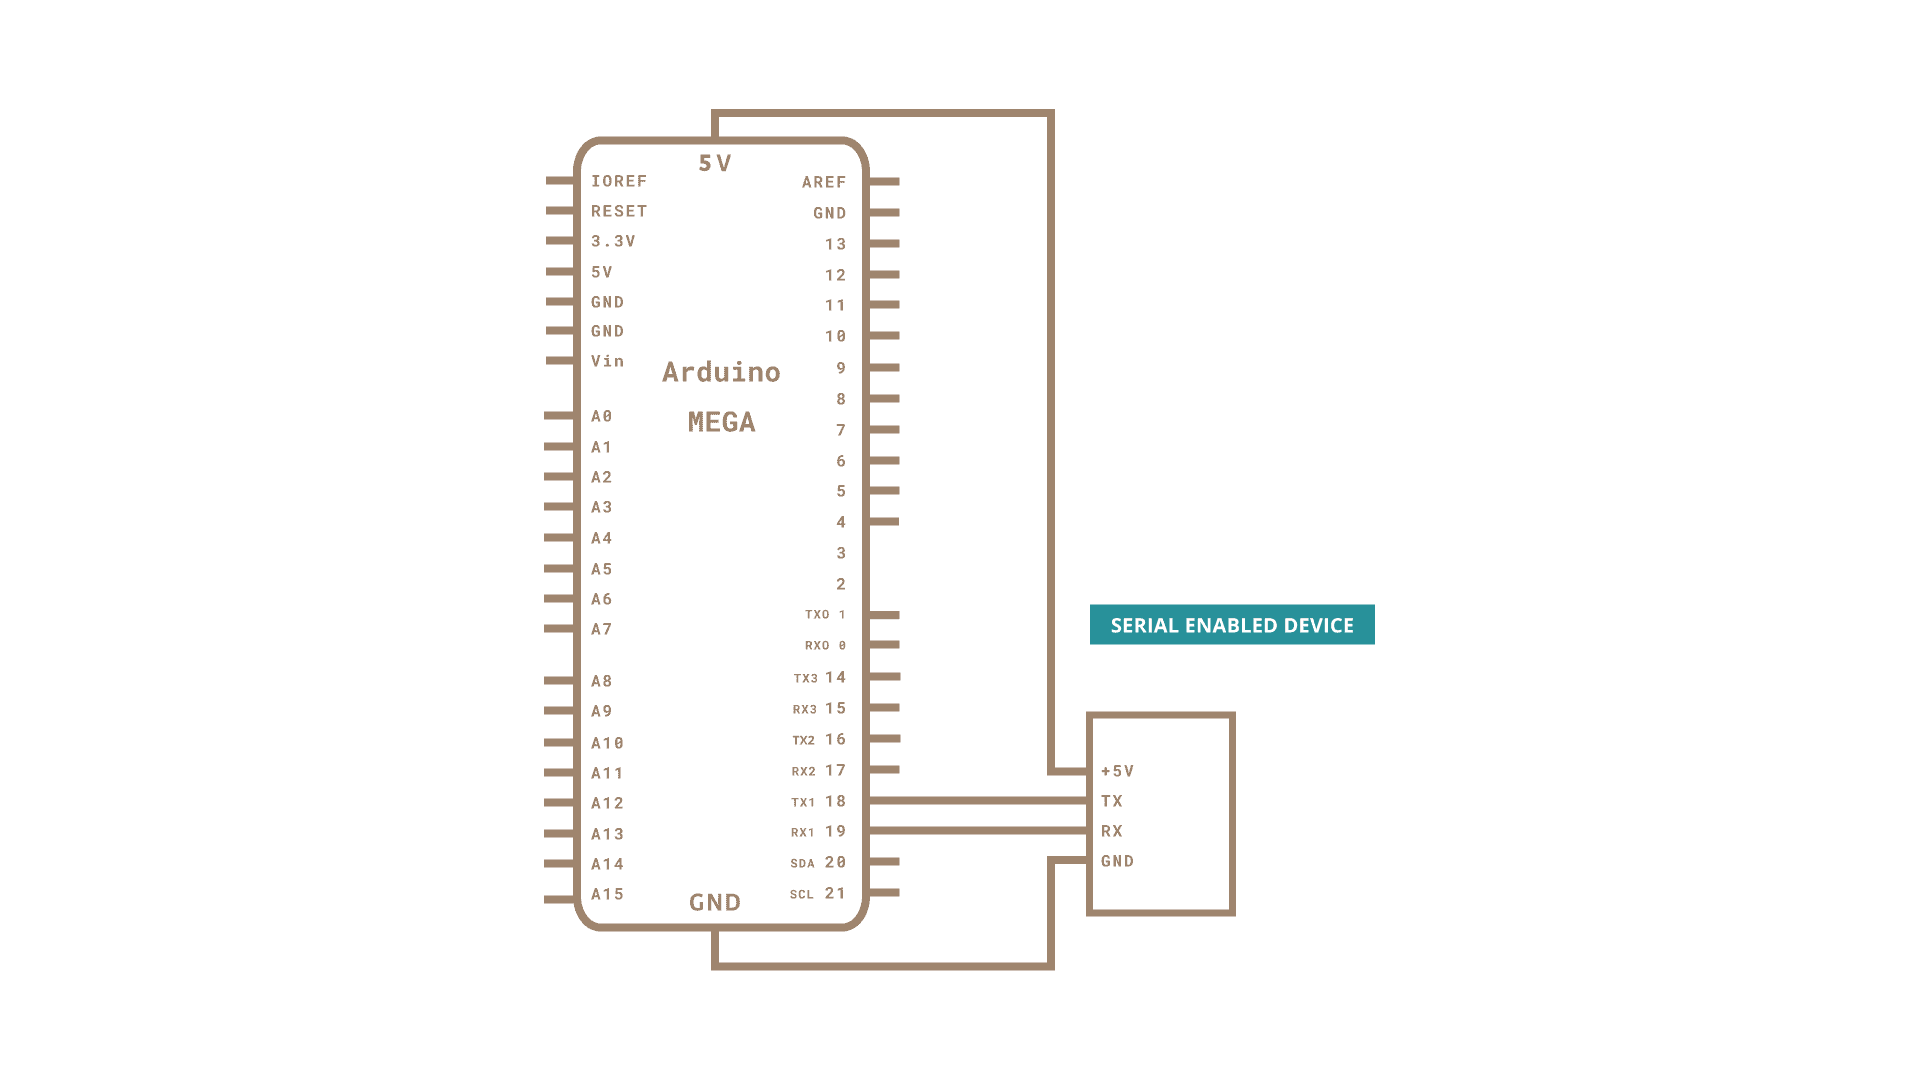 5V
IOREF
RESET
3.3V
5V
GND
GND
Vin
A0
A1
A2
A3
A4
A5
A6
A7
A8
A9
A10
A11
A12
A13
A14
A15
Arduino
MEGA
GND
AREF
GND
13
12
11
10
9
8
7
6
5
4
3
2
TX0 1
RX0 0
TX3 14
RX3 15
TX2 16
RX2 17
TX1 18
RX1 19
SDA 20
SCL 21
SERIAL ENABLED DEVICE
+5V
TX
RX
GND